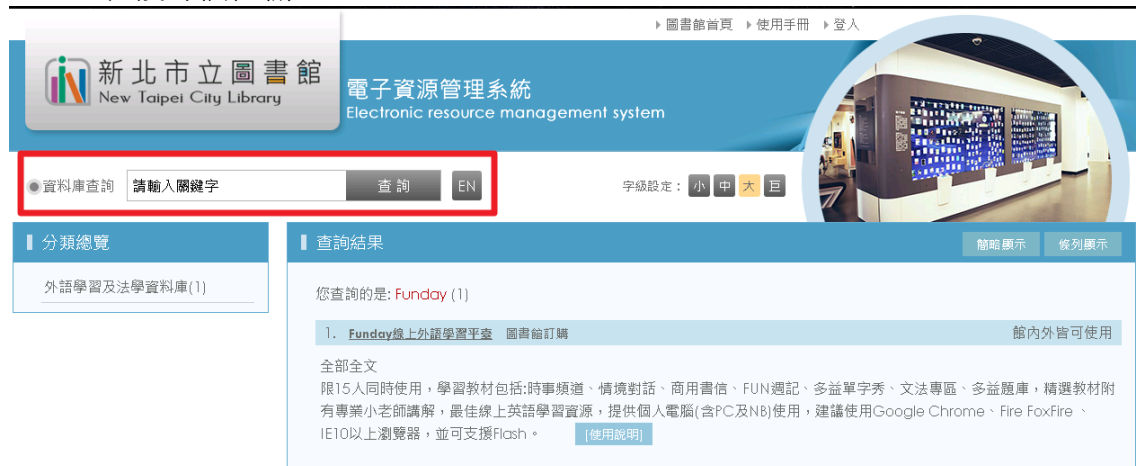 圖書館首頁 使用手冊 登入
新北市立圖書館
New Taipei City Library
電子資源管理系統
Electronic resource management system
資料庫查詢 請輸入關鍵字 查詢 EN
字級設定： 小 中 大 巨
分類總覽
外語學習及法學資料庫(1)
查詢結果
簡略顯示 條列顯示
您查詢的是: Funday (1)
1. Funday線上外語學習平臺 圖書館訂購 館內外皆可使用
全部全文
限15人同時使用，學習教材包括:時事頻道、情境對話、商用書信、FUN週記、多益單字秀、文法專區、多益題庫，精選教材附
有專業小老師講解，最佳線上英語學習資源，提供個人電腦(含PC及NB)使用，建議使用Google Chrome、Fire FoxFire 、
IE10以上瀏覽器，並可支援Flash。 [使用說明]